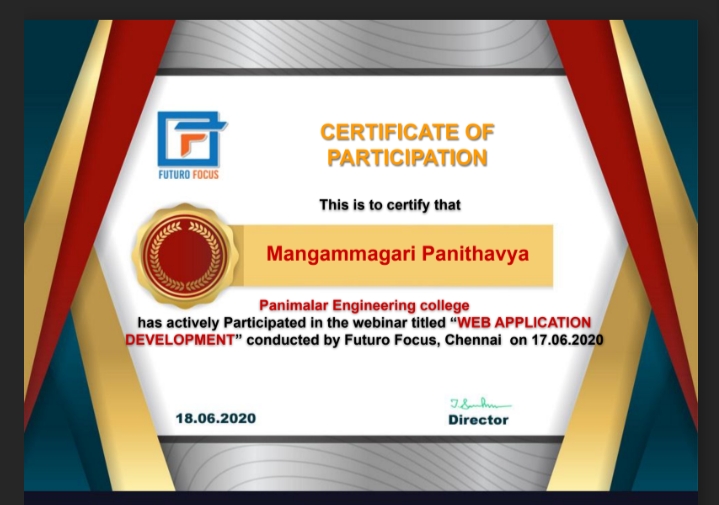 FUTURO FOCUS
CERTIFICATE OF
PARTICIPATION
This is to certify that
Mangammagari Panithavya
Panimalar Engineering college
has actively Participated in the webinar titled “WEB APPLICATION
DEVELOPMENT” conducted by Futuro Focus, Chennai on 17.06.2020
18.06.2020
Director